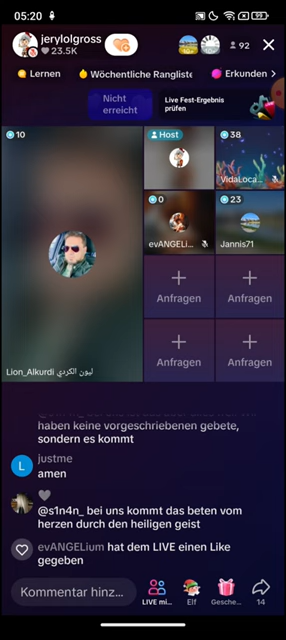 05:20
99
jerylolgross
23.5K
92
Lernen
Wöchentliche Rangliste
Erkunden
Nicht
erreicht
Live Fest-Ergebnis
prüfen
10
Host
38
VidaLoca...
0
23
evANGELi...
Jannis71
Anfragen
Anfragen
Lion_Alkurdi ليون الكردي
Anfragen
Anfragen
haben keine vorgeschriebenen gebete,
sondern es kommt
L
justme
amen
@s1n4n_ bei uns kommt das beten vom
herzen durch den heiligen geist
evANGELium hat dem LIVE einen Like
gegeben
Kommentar hinz...
LIVE mi...
Elf
Gesche...
14